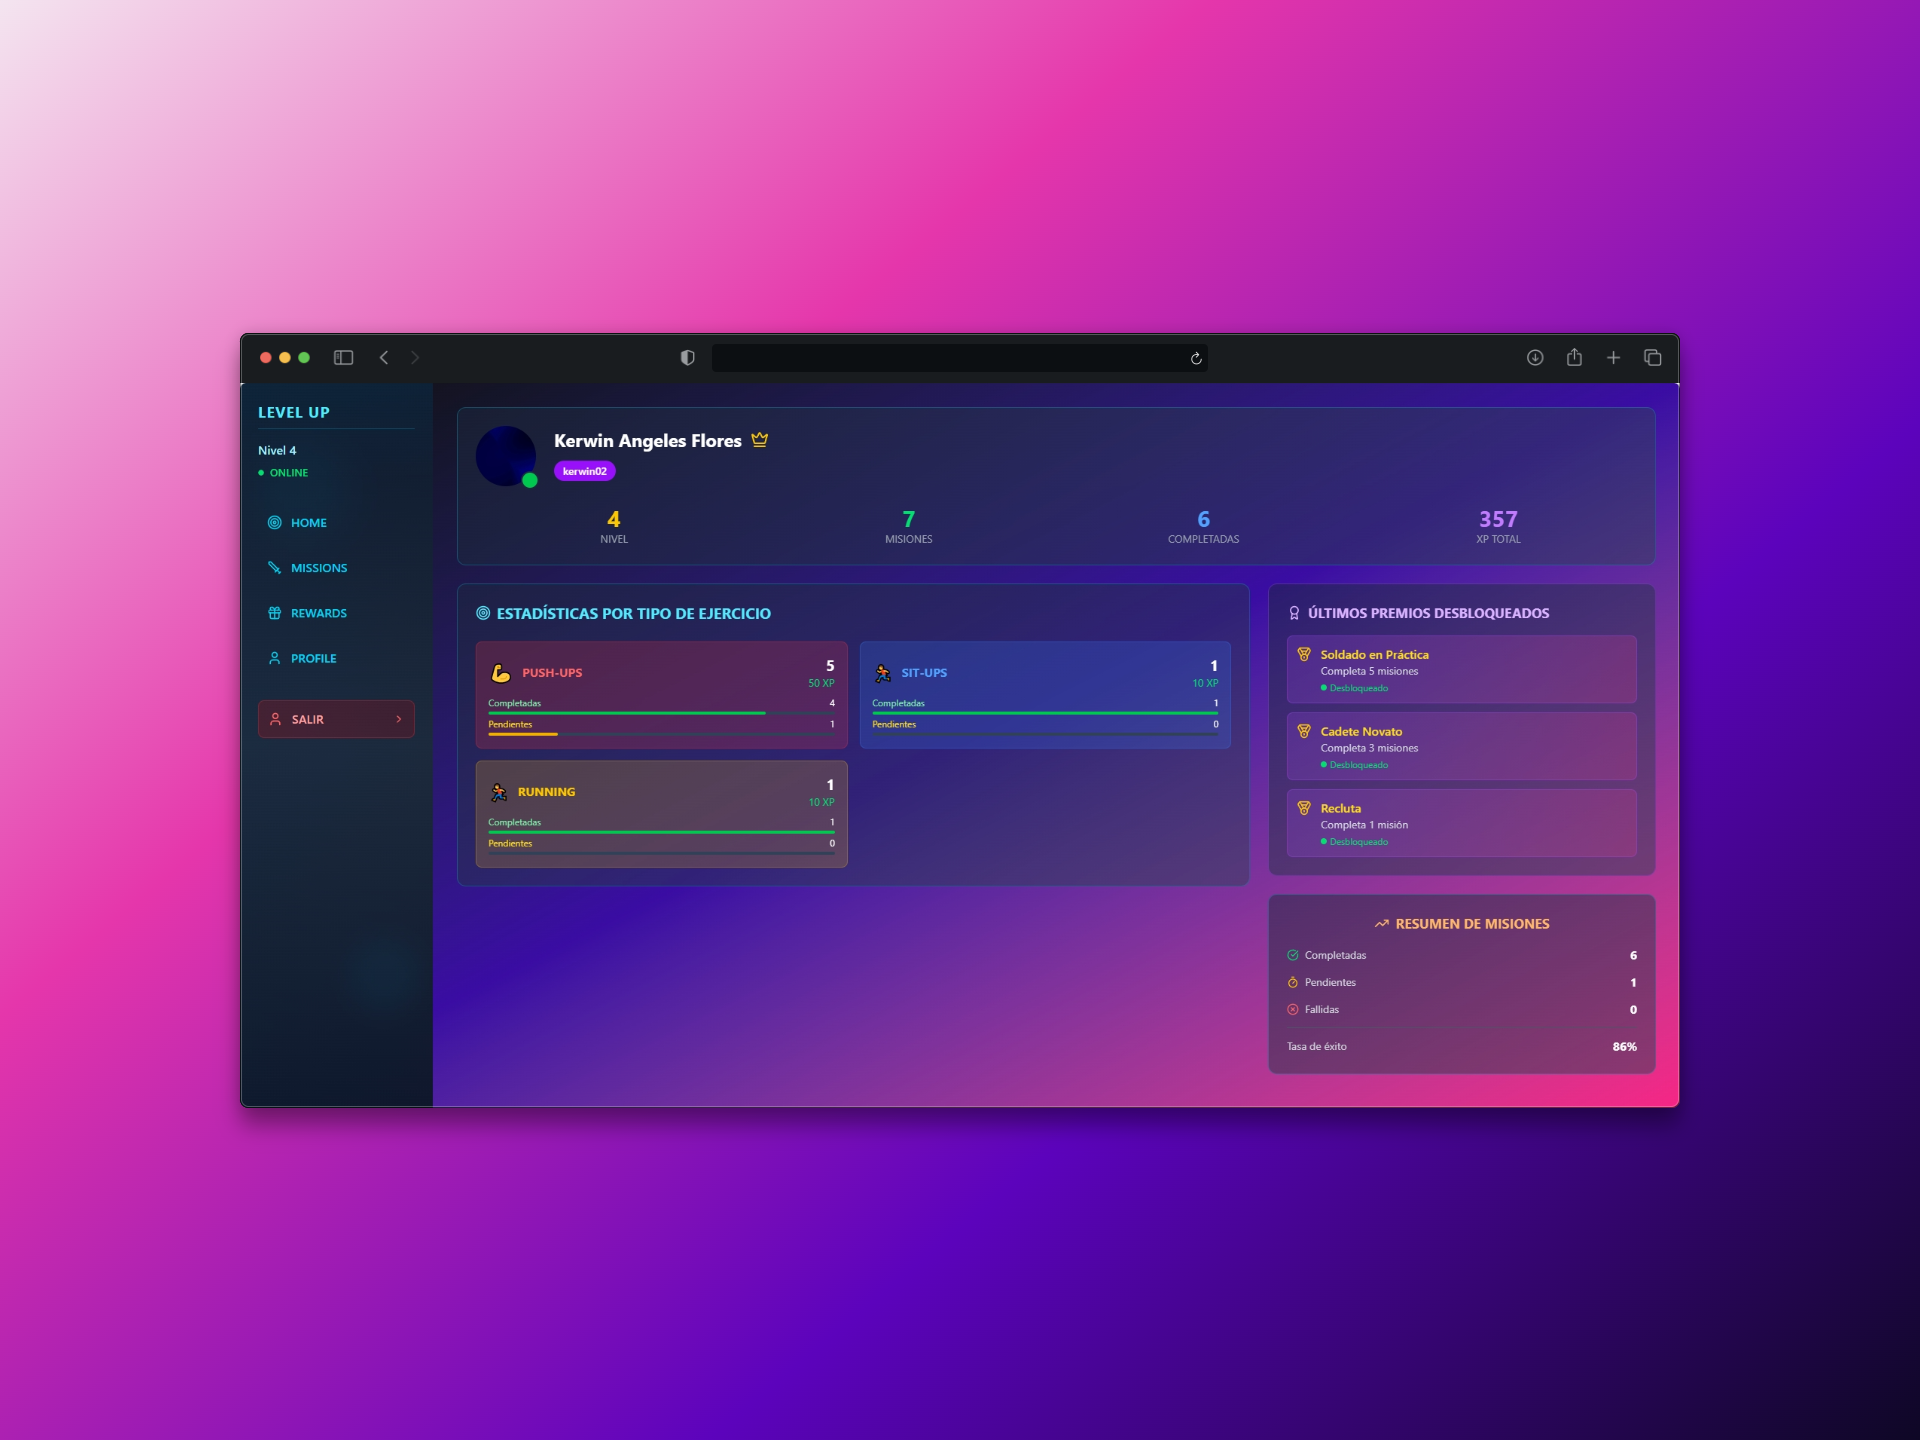 LEVEL UP
Nivel 4
ONLINE
HOME
MISSIONS
REWARDS
PROFILE
SALIR
Kerwin Angeles Flores
kerwin02
4
NIVEL
7
MISIONES
6
COMPLETADAS
357
XP TOTAL
ESTADÍSTICAS POR TIPO DE EJERCICIO
PUSH-UPS
5
50 XP
Completadas 4
Pendientes 1
SIT-UPS
1
10 XP
Completadas 1
Pendientes 0
RUNNING
1
10 XP
Completadas 1
Pendientes 0
ÚLTIMOS PREMIOS DESBLOQUEADOS
Soldado en Práctica
Completa 5 misiones
Desbloqueado
Cadete Novato
Completa 3 misiones
Desbloqueado
Recluta
Completa 1 misión
Desbloqueado
RESUMEN DE MISIONES
Completadas 6
Pendientes 1
Fallidas 0
Tasa de éxito 86%